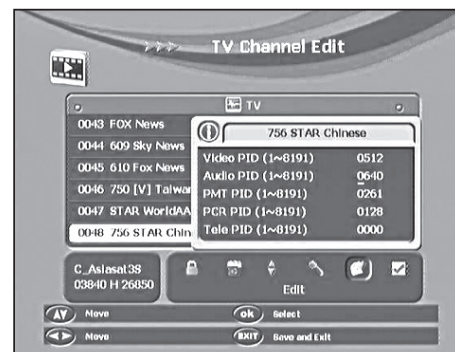 TV Channel Edit
TV
0043 FOX News
0044 609 Sky News
0045 610 Fox News
0046 750 [V] Taiwan
0047 STAR WorldAA
0048 756 STAR Chin
756 STAR Chinese
Video PID (1~8191) 0512
Audio PID (1~8191) 0640
PMT PID (1~8191) 0261
PCR PID (1~8191) 0128
Tele PID (1~8191) 0000
C_Asiasat3S
03840 H 26850
Edit
Move
ok Select
Move
EXIT Save and Exit